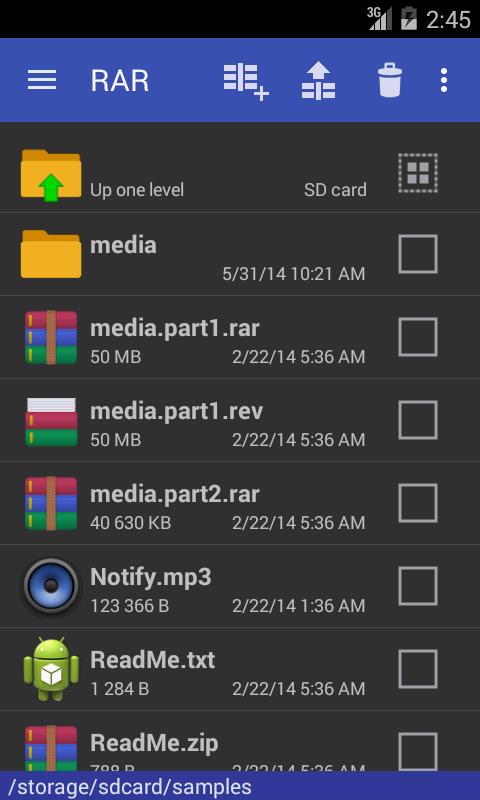 3G 2:45
RAR
Up one level SD card
media
5/31/14 10:21 AM
media.part1.rar
50 MB 2/22/14 5:36 AM
media.part1.rev
50 MB 2/22/14 5:36 AM
media.part2.rar
40 630 KB 2/22/14 5:36 AM
Notify.mp3
123 366 B 2/22/14 1:36 AM
ReadMe.txt
1 284 B 2/22/14 5:36 AM
ReadMe.zip
788 B 2/22/14 5:36 AM
/storage/sdcard/samples